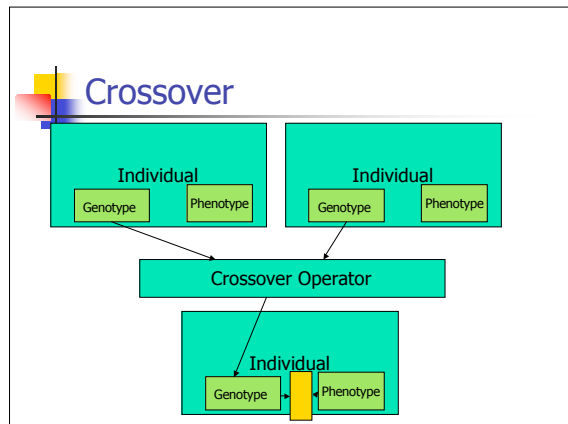 Crossover
Individual
Genotype
Phenotype
Individual
Genotype
Phenotype
Crossover Operator
Individual
Genotype
Phenotype